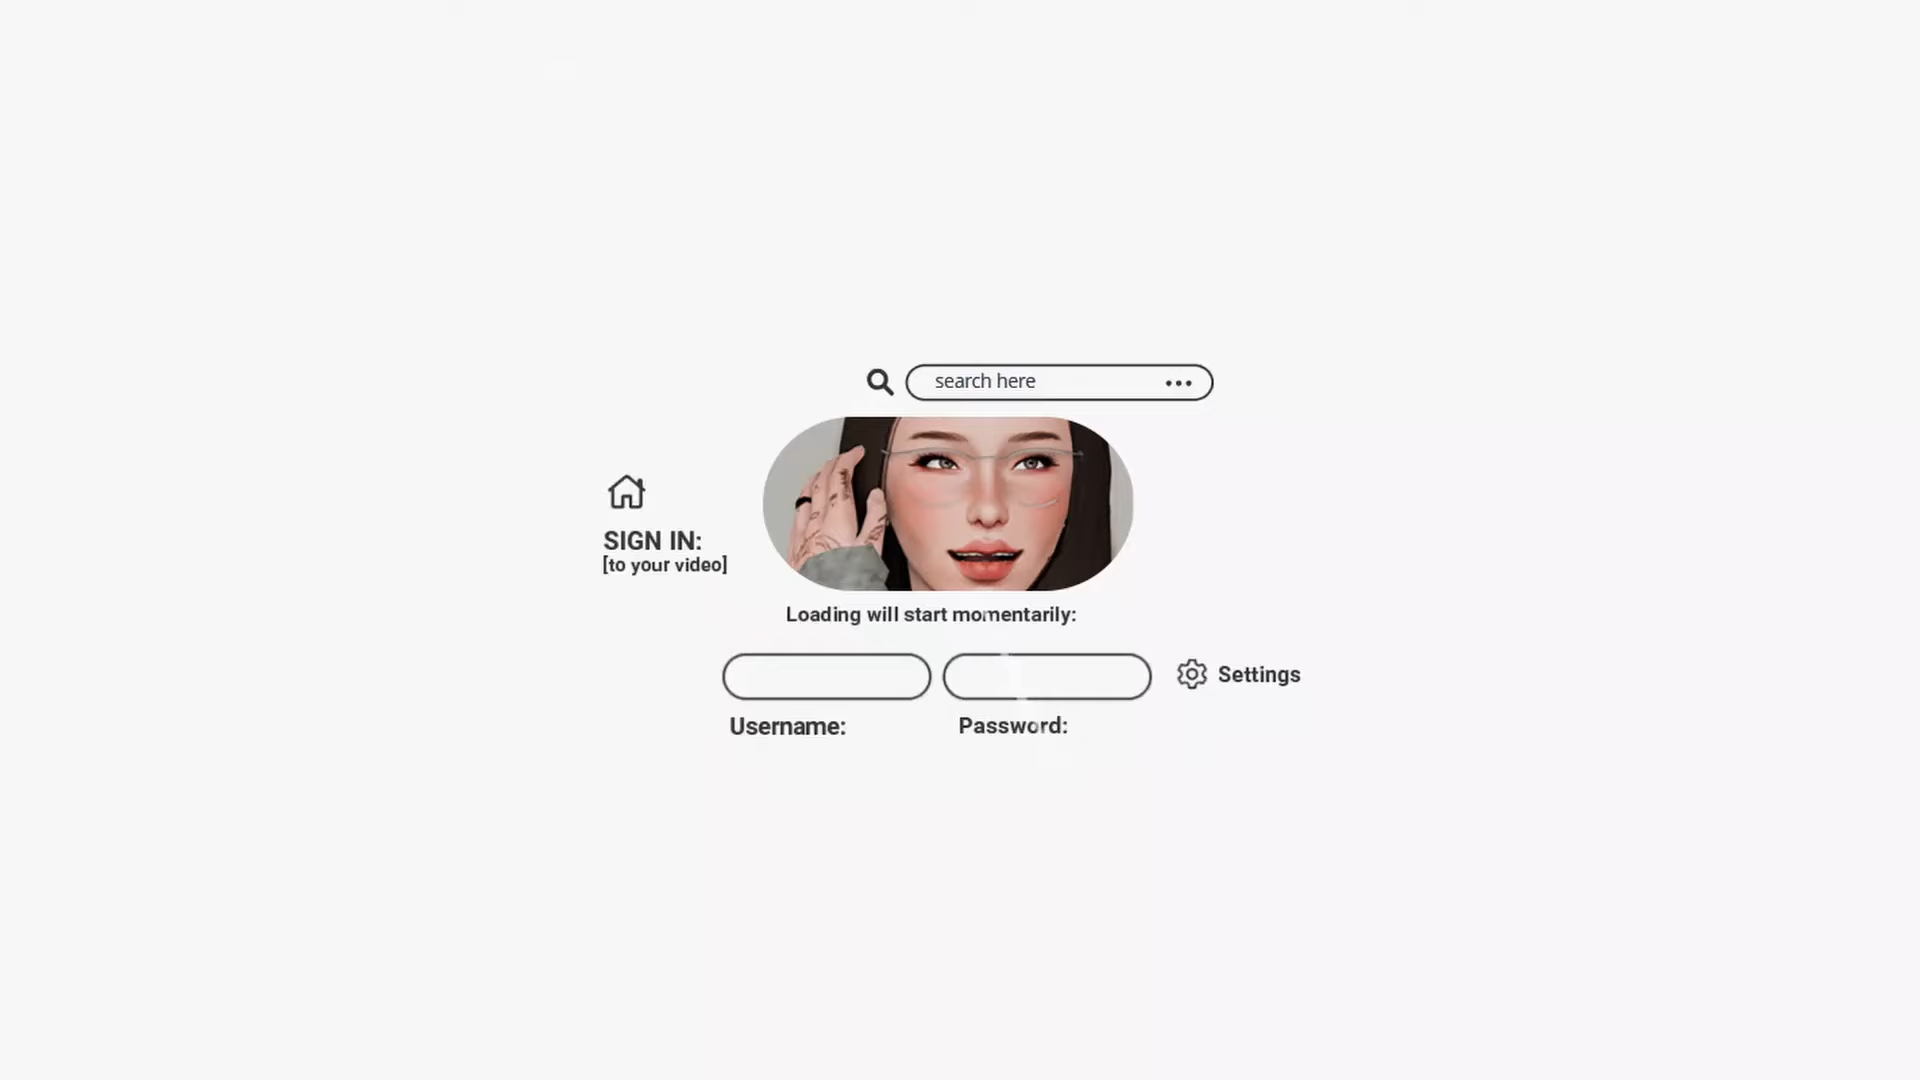 search here
SIGN IN:
[to your video]
Loading will start momentarily:
Settings
Username:
Password: